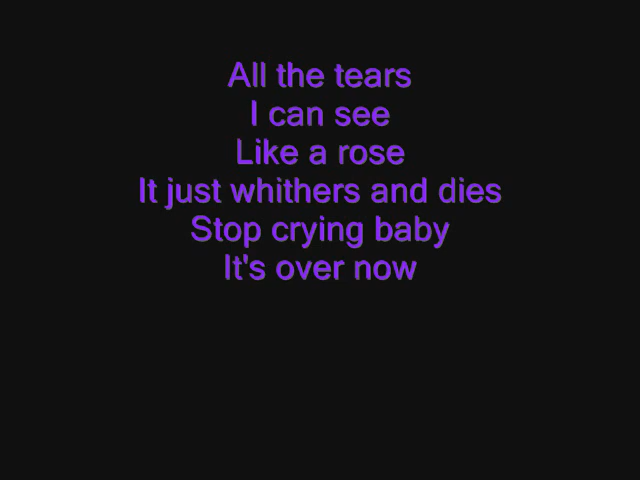 All the tears
I can see
Like a rose
It just whithers and dies
Stop crying baby
It's over now